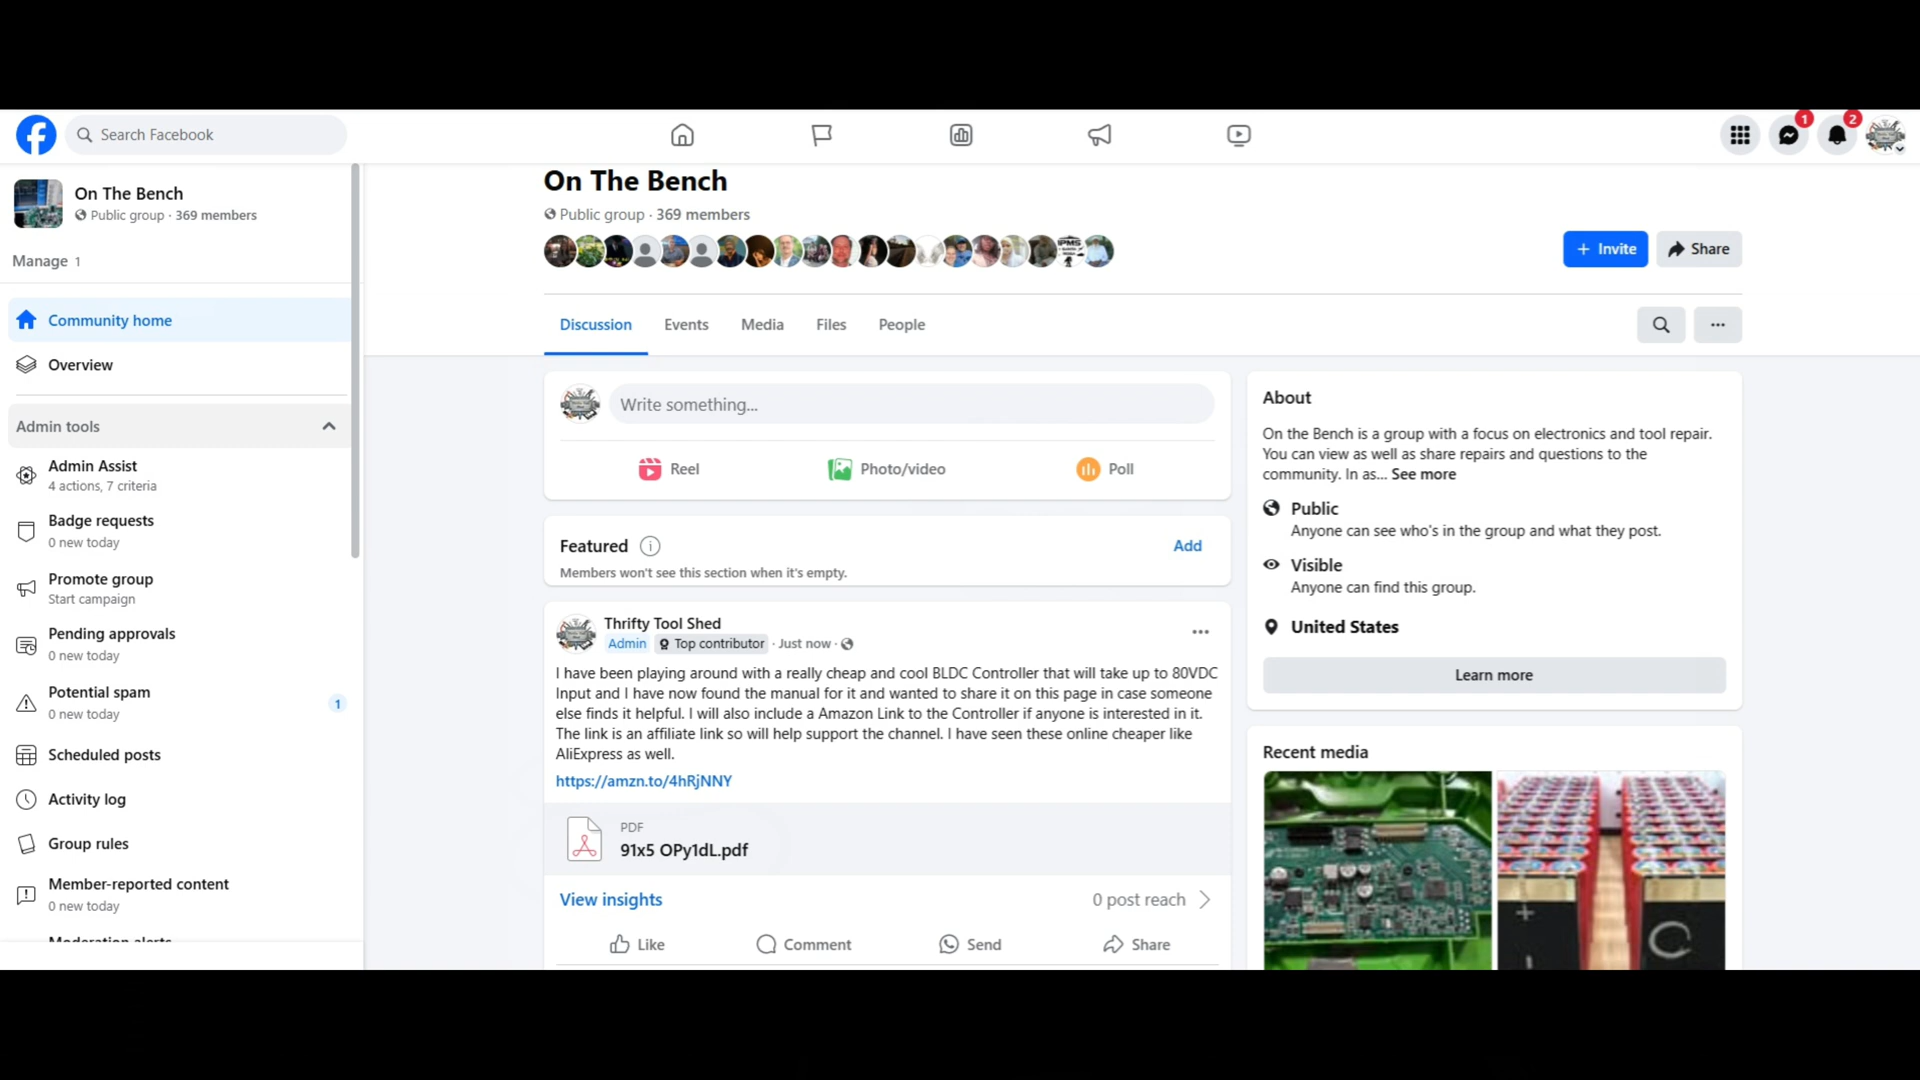 Search Facebook
1
2
On The Bench
Public group · 369 members
Manage 1
Community home
Overview
Admin tools
Admin Assist
4 actions, 7 criteria
Badge requests
0 new today
Promote group
Start campaign
Pending approvals
0 new today
Potential spam
0 new today
1
Scheduled posts
Activity log
Group rules
Member-reported content
0 new today
Moderation alerts
On The Bench
Public group · 369 members
+ Invite
Share
Discussion
Events
Media
Files
People
Write something...
Reel
Photo/video
Poll
Featured
Add
Members won't see this section when it's empty.
Thrifty Tool Shed
Admin Top contributor · Just now ·
I have been playing around with a really cheap and cool BLDC Controller that will take up to 80VDC
Input and I have now found the manual for it and wanted to share it on this page in case someone
else finds it helpful. I will also include a Amazon Link to the Controller if anyone is interested in it.
The link is an affiliate link so will help support the channel. I have seen these online cheaper like
AliExpress as well.
https://amzn.to/4hRjNNY
PDF
91x5 OPy1dL.pdf
View insights
0 post reach
Like
Comment
Send
Share
About
On the Bench is a group with a focus on electronics and tool repair.
You can view as well as share repairs and questions to the
community. In as... See more
Public
Anyone can see who's in the group and what they post.
Visible
Anyone can find this group.
United States
Learn more
Recent media